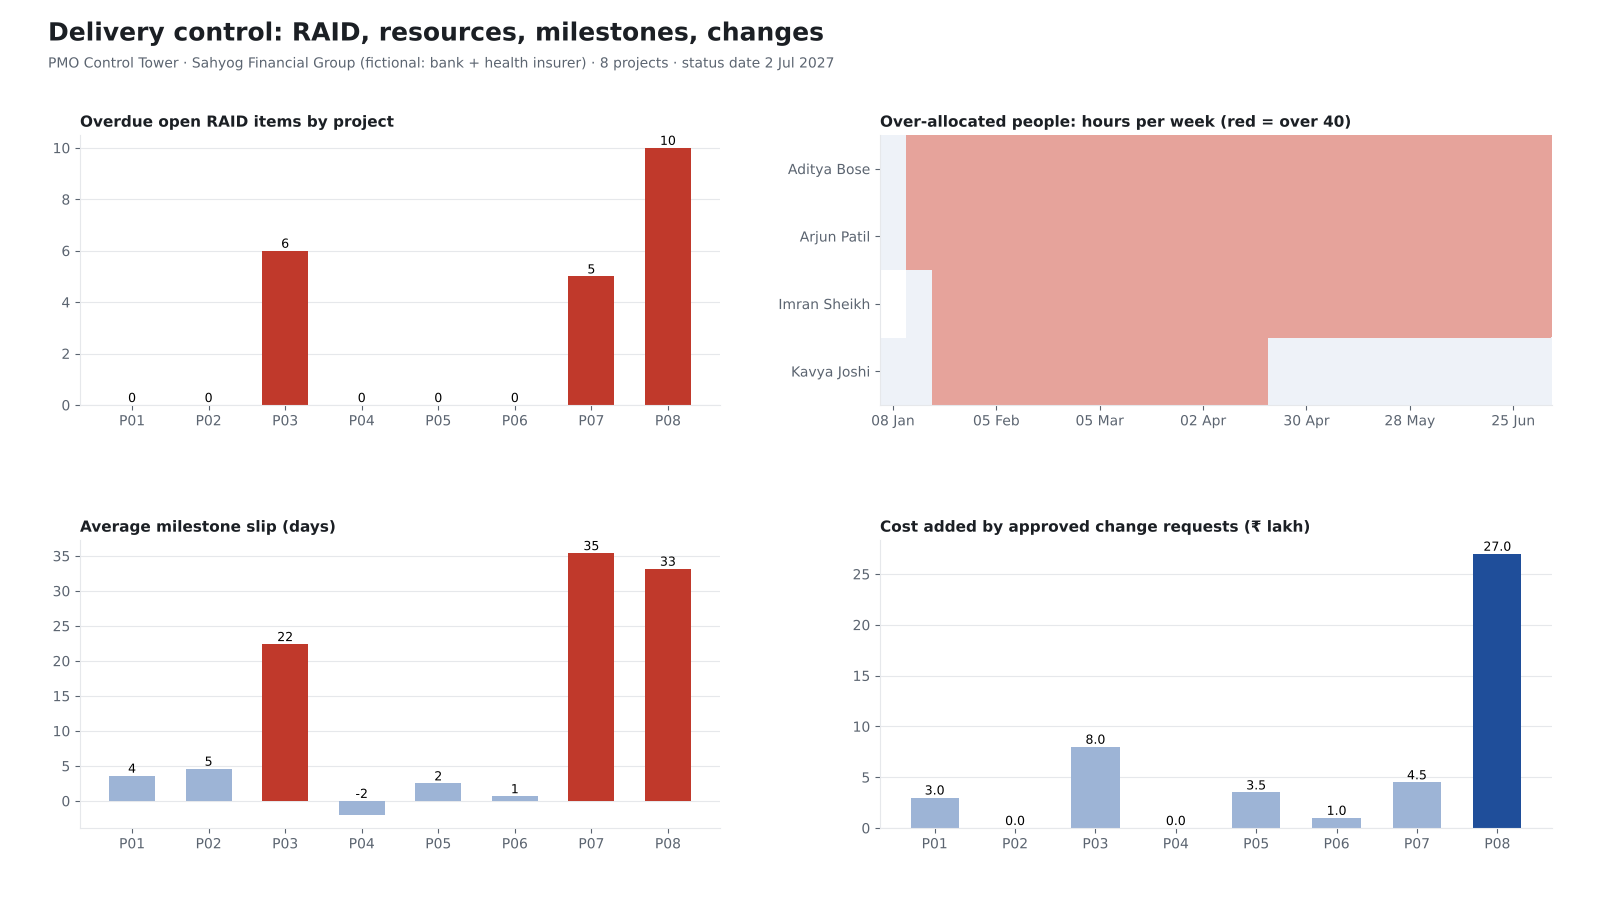 Delivery control: RAID, resources, milestones, changes
PMO Control Tower · Sahyog Financial Group (fictional: bank + health insurer) · 8 projects · status date 2 Jul 2027
Overdue open RAID items by project
10
8
6
4
2
0
0 0 6 0 0 0 5 10
P01 P02 P03 P04 P05 P06 P07 P08
Over-allocated people: hours per week (red = over 40)
Aditya Bose
Arjun Patil
Imran Sheikh
Kavya Joshi
08 Jan 05 Feb 05 Mar 02 Apr 30 Apr 28 May 25 Jun
Average milestone slip (days)
35
30
25
20
15
10
5
0
4 5 22 -2 2 1 35 33
P01 P02 P03 P04 P05 P06 P07 P08
Cost added by approved change requests (₹ lakh)
25
20
15
10
5
0
3.0 0.0 8.0 0.0 3.5 1.0 4.5 27.0
P01 P02 P03 P04 P05 P06 P07 P08